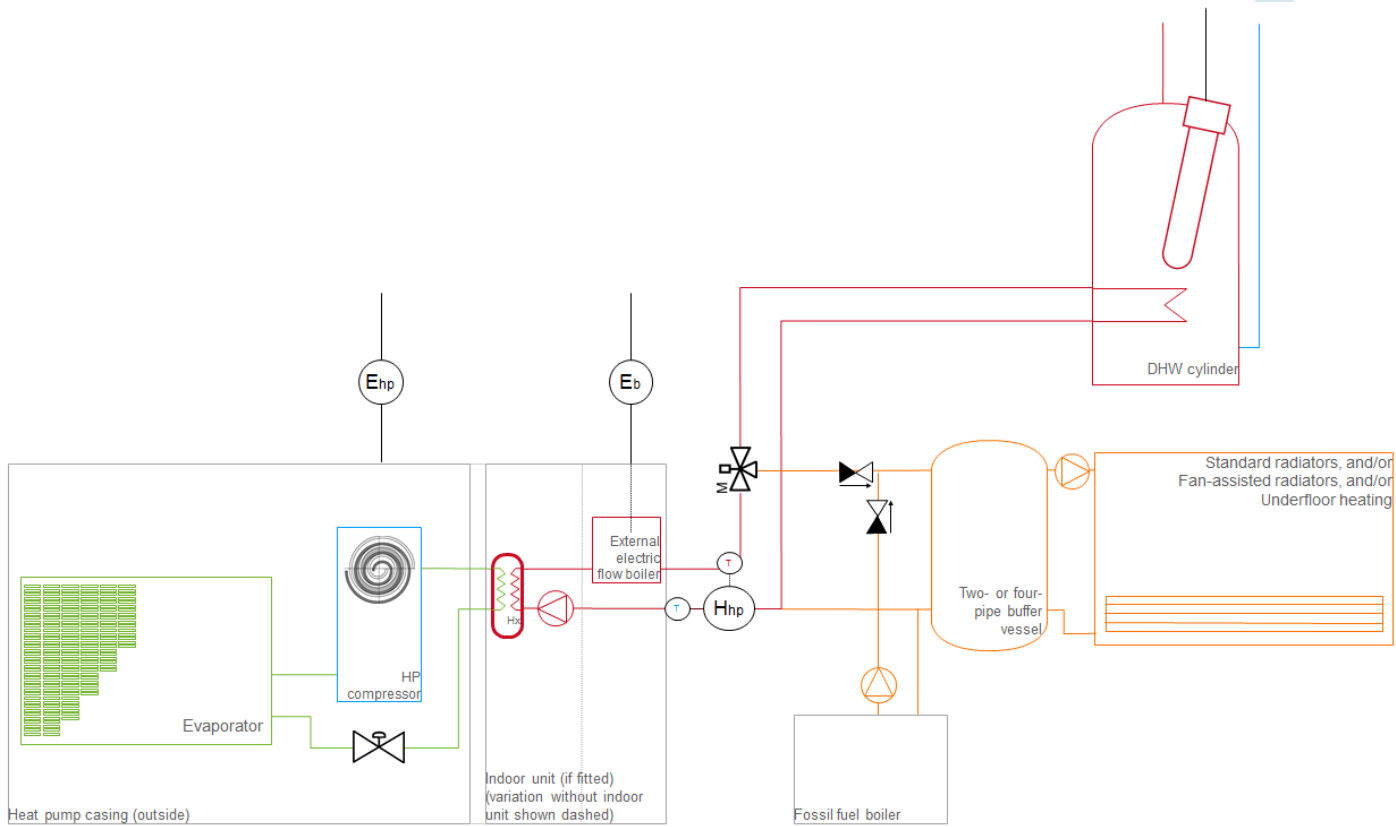 DHW cylinder
Ehp
Eb
M
Standard radiators, and/or
Fan-assisted radiators, and/or
Underfloor heating
External
electric
flow boiler
T
T
Hhp
Hx
Two- or four-
pipe buffer
vessel
HP
compressor
Evaporator
Indoor unit (if fitted)
(variation without indoor
unit shown dashed)
Heat pump casing (outside)
Fossil fuel boiler